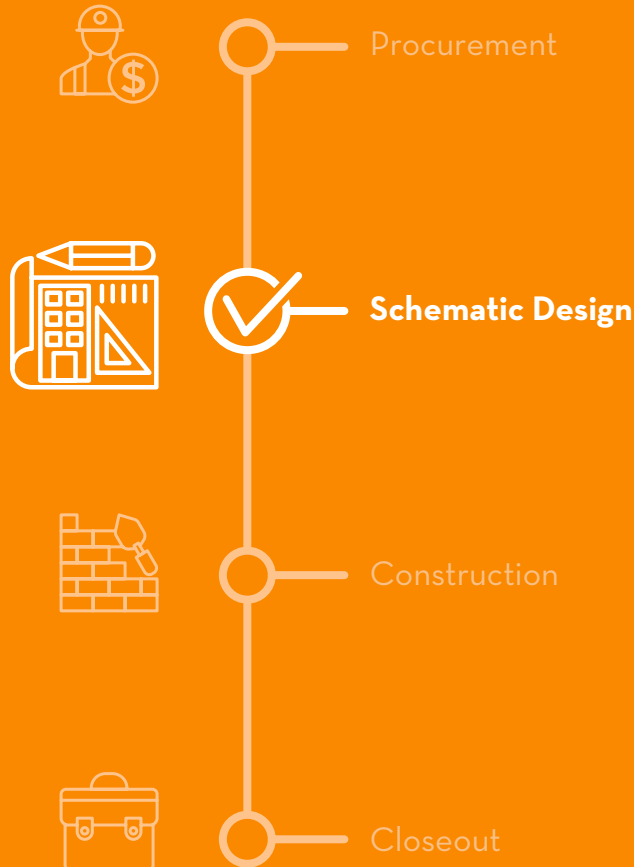 $
Procurement
Schematic Design
Construction
Closeout